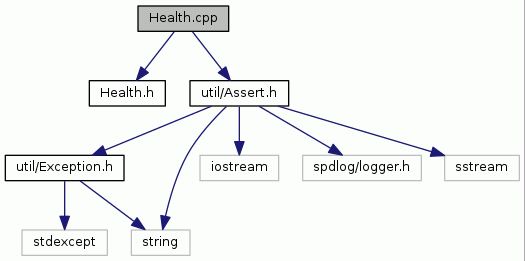 Health.cpp
Health.h
util/Assert.h
util/Exception.h
iostream
spdlog/logger.h
sstream
stdexcept
string